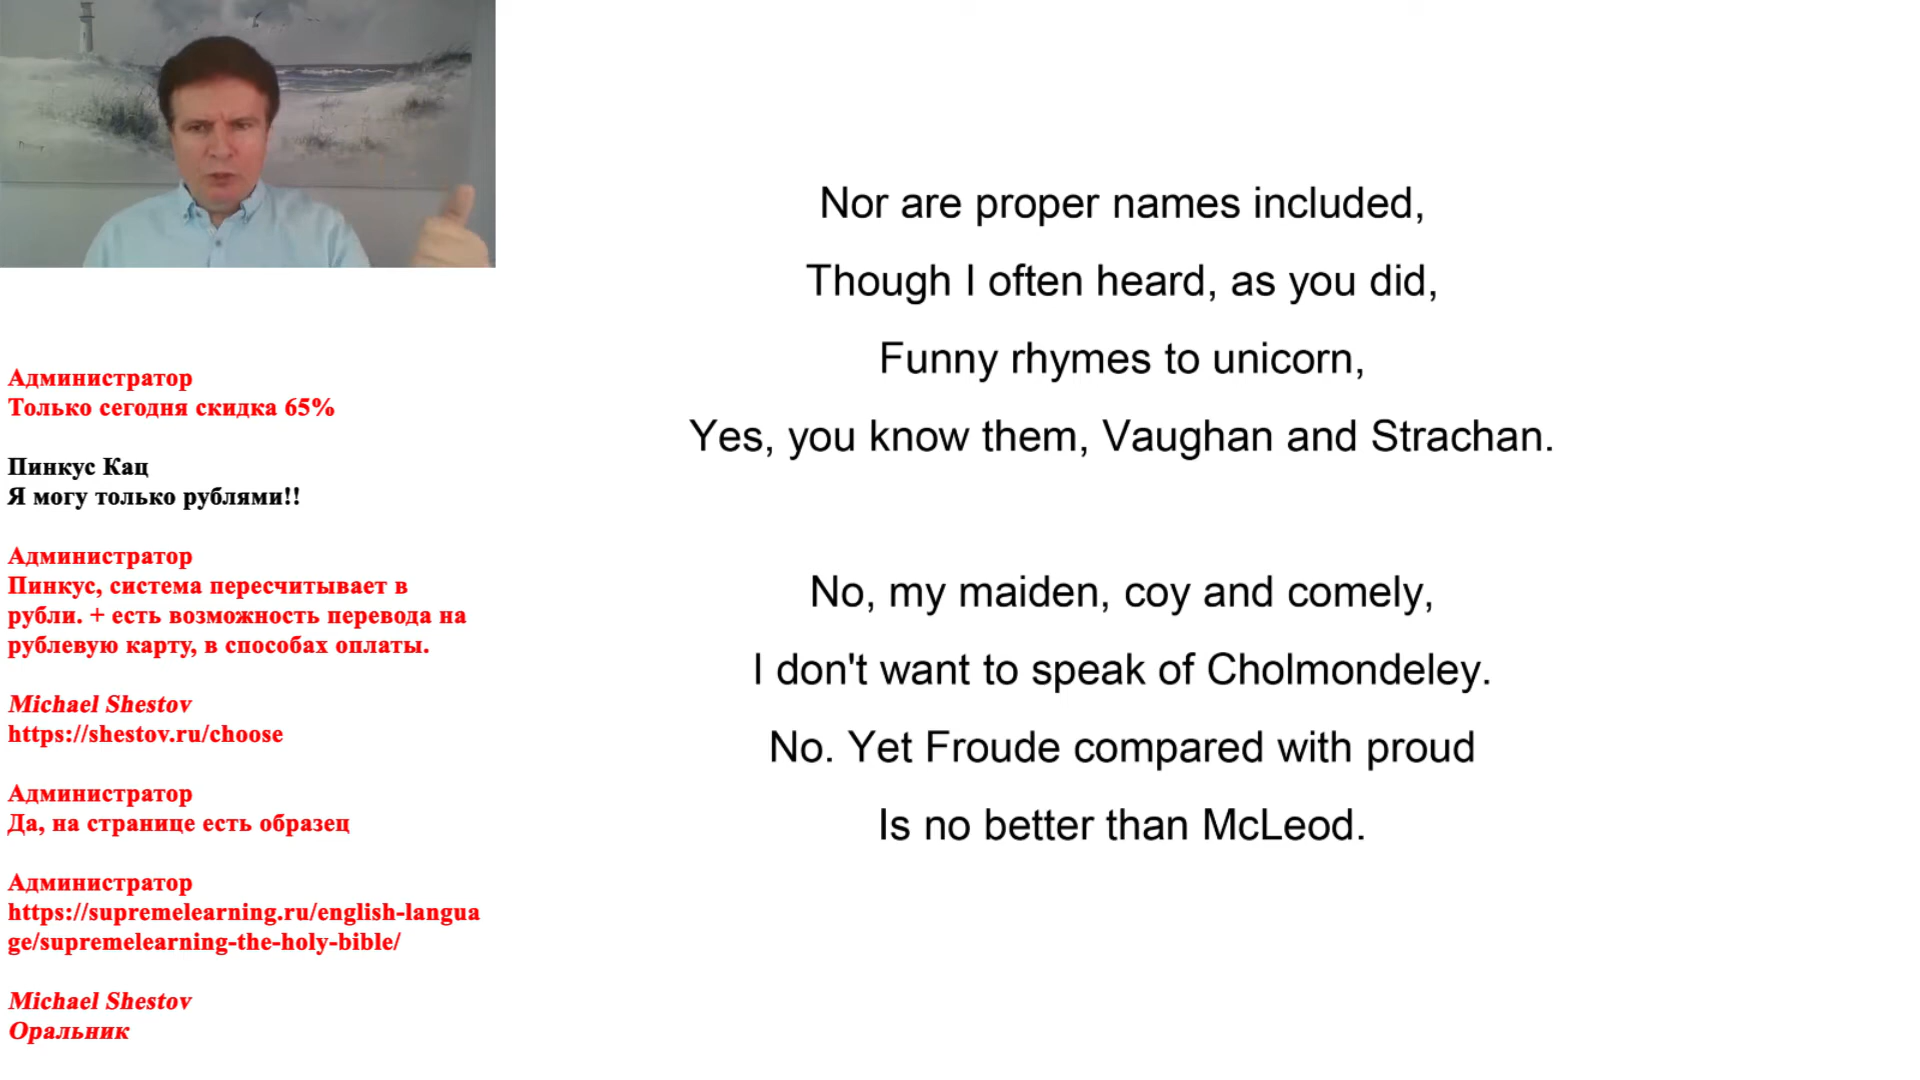 Администратор
Только сегодня скидка 65%
Пинкус Кац
Я могу только рублями!!
Администратор
Пинкус, система пересчитывает в
рубли. + есть возможность перевода на
рублевую карту, в способах оплаты.
Michael Shestov
https://shestov.ru/choose
Администратор
Да, на странице есть образец
Администратор
https://supremelearning.ru/english-langua
ge/supremelearning-the-holy-bible/
Michael Shestov
Оральник
Nor are proper names included,
Though I often heard, as you did,
Funny rhymes to unicorn,
Yes, you know them, Vaughan and Strachan.
No, my maiden, coy and comely,
I don't want to speak of Cholmondeley.
No. Yet Froude compared with proud
Is no better than McLeod.